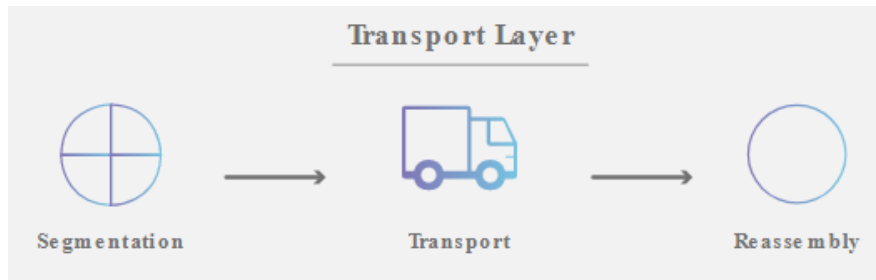 Transport Layer
Segmentation
Transport
Reassembly